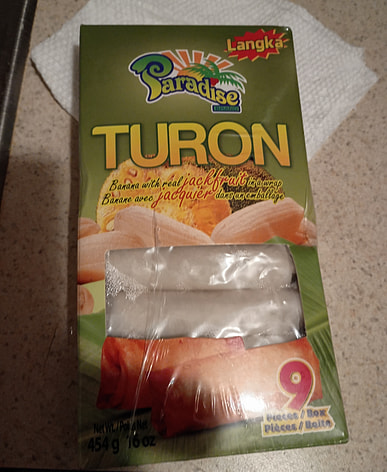 Langka
Paradise
TURON
Banana with real jackfruit in a wrap
Banane avec jacquier dans un emballage
9
Pieces / Box
Pièces / Boîte
454 g 16 oz